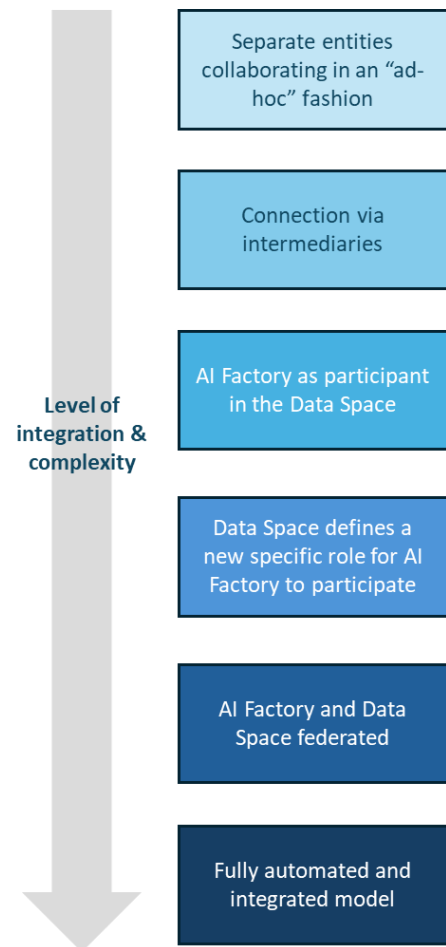 Separate entities
collaborating in an “ad-
hoc” fashion
Connection via
intermediaries
AI Factory as participant
in the Data Space
Level of
integration &
complexity
Data Space defines a
new specific role for AI
Factory to participate
AI Factory and Data
Space federated
Fully automated and
integrated model